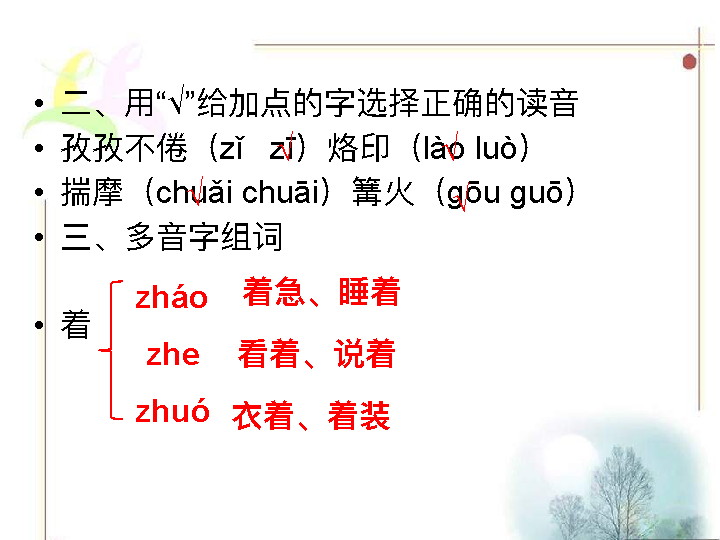 • 二、用“√”给加点的字选择正确的读音
• 孜孜不倦（zǐ zī√）烙印（lào√ luò）
• 揣摩（chuǎi√ chuāi）篝火（gōu√ guō）
• 三、多音字组词
zháo 着急、睡着
• 着
zhe 看着、说着
zhuó 衣着、着装